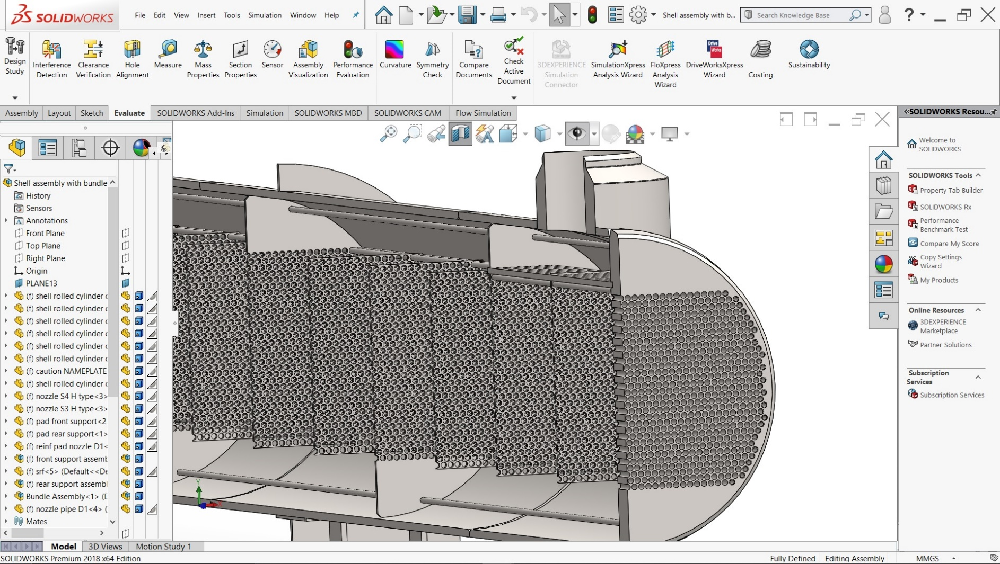 SOLIDWORKS
File Edit View Insert Tools Simulation Window Help
Shell assembly with b...
Search Knowledge Base
?
Design Study
Interference Detection
Clearance Verification
Hole Alignment
Measure
Mass Properties
Section Properties
Sensor
Assembly Visualization
Performance Evaluation
Curvature
Symmetry Check
Compare Documents
Check Active Document
3DEXPERIENCE Simulation Connector
SimulationXpress Analysis Wizard
FloXpress Analysis Wizard
Drive Works
DriveWorksXpress Wizard
Costing
Sustainability
Assembly Layout Sketch Evaluate SOLIDWORKS Add-Ins Simulation SOLIDWORKS MBD SOLIDWORKS CAM Flow Simulation
Shell assembly with bundle
History
Sensors
Annotations
Front Plane
Top Plane
Right Plane
Origin
PLANE13
(f) shell rolled cylinder c
(f) shell rolled cylinder c
(f) shell rolled cylinder c
(f) shell rolled cylinder c
(f) shell rolled cylinder c
(f) shell rolled cylinder c
(f) caution NAMEPLATE
(f) shell rolled cylinder c
(f) nozzle S4 H type<3>
(f) nozzle S3 H type<3>
(f) pad front support<2
(f) pad rear support<1>
(f) reinf pad nozzle D1<
(f) front support assemb
(f) srf<5> (Default<<De
(f) rear support assembl
Bundle Assembly<1> (D
(f) nozzle pipe D1<4> (
Mates
Y
X
Model 3D Views Motion Study 1
SOLIDWORKS Premium 2018 x64 Edition
Fully Defined Editing Assembly MMGS
«SOLIDWORKS Resou...
Welcome to
SOLIDWORKS
SOLIDWORKS Tools
Property Tab Builder
SOLIDWORKS Rx
Performance
Benchmark Test
Compare My Score
Copy Settings
Wizard
My Products
Online Resources
3DEXPERIENCE
Marketplace
Partner Solutions
Subscription
Services
Subscription Services